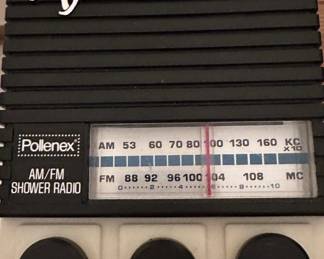 Pollenex
AM/FM
SHOWER RADIO
AM 53 60 70 80 100 130 160 KC
X10
FM 88 92 96 100 104 108 MC
0 2 4 6 8 10